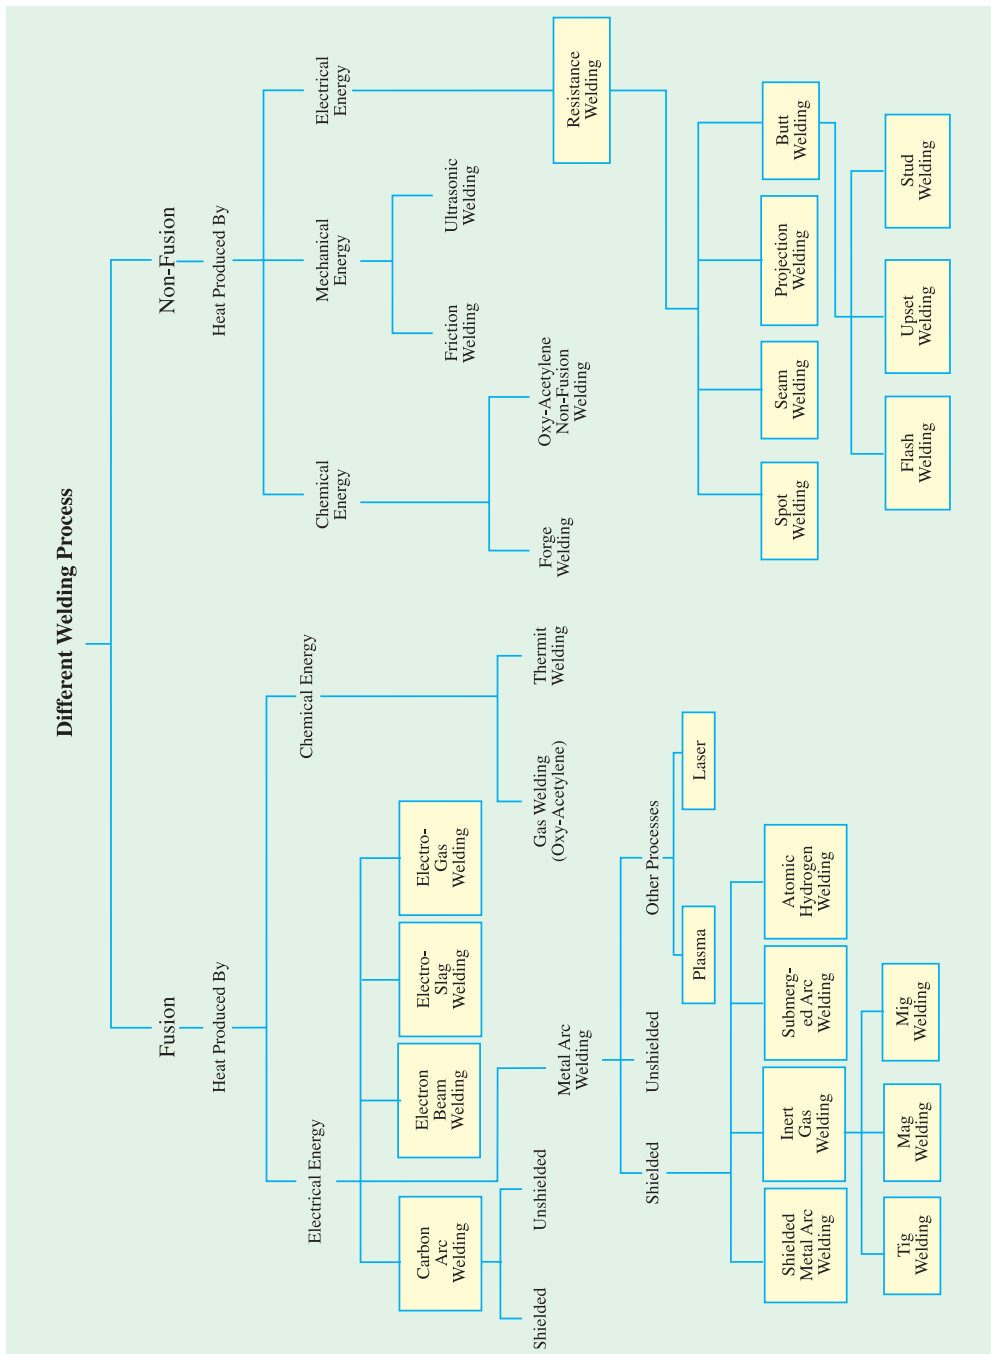 Different Welding Process
Fusion
Non-Fusion
Heat Produced By
Heat Produced By
Electrical Energy
Chemical Energy
Chemical
Energy
Mechanical
Energy
Electrical
Energy
Carbon
Arc
Welding
Electron
Beam
Welding
Electro-
Slag
Welding
Electro-
Gas
Welding
Friction
Welding
Ultrasonic
Welding
Shielded
Unshielded
Metal Arc
Welding
Gas Welding
(Oxy-Acetylene)
Thermit
Welding
Forge
Welding
Oxy-Acetylene
Non-Fusion
Welding
Resistance
Welding
Shielded
Unshielded
Other Processes
Plasma
Laser
Shielded
Metal Arc
Welding
Inert
Gas
Welding
Submerg-
ed Arc
Welding
Atomic
Hydrogen
Welding
Spot
Welding
Seam
Welding
Projection
Welding
Butt
Welding
Tig
Welding
Mag
Welding
Mig
Welding
Flash
Welding
Upset
Welding
Stud
Welding